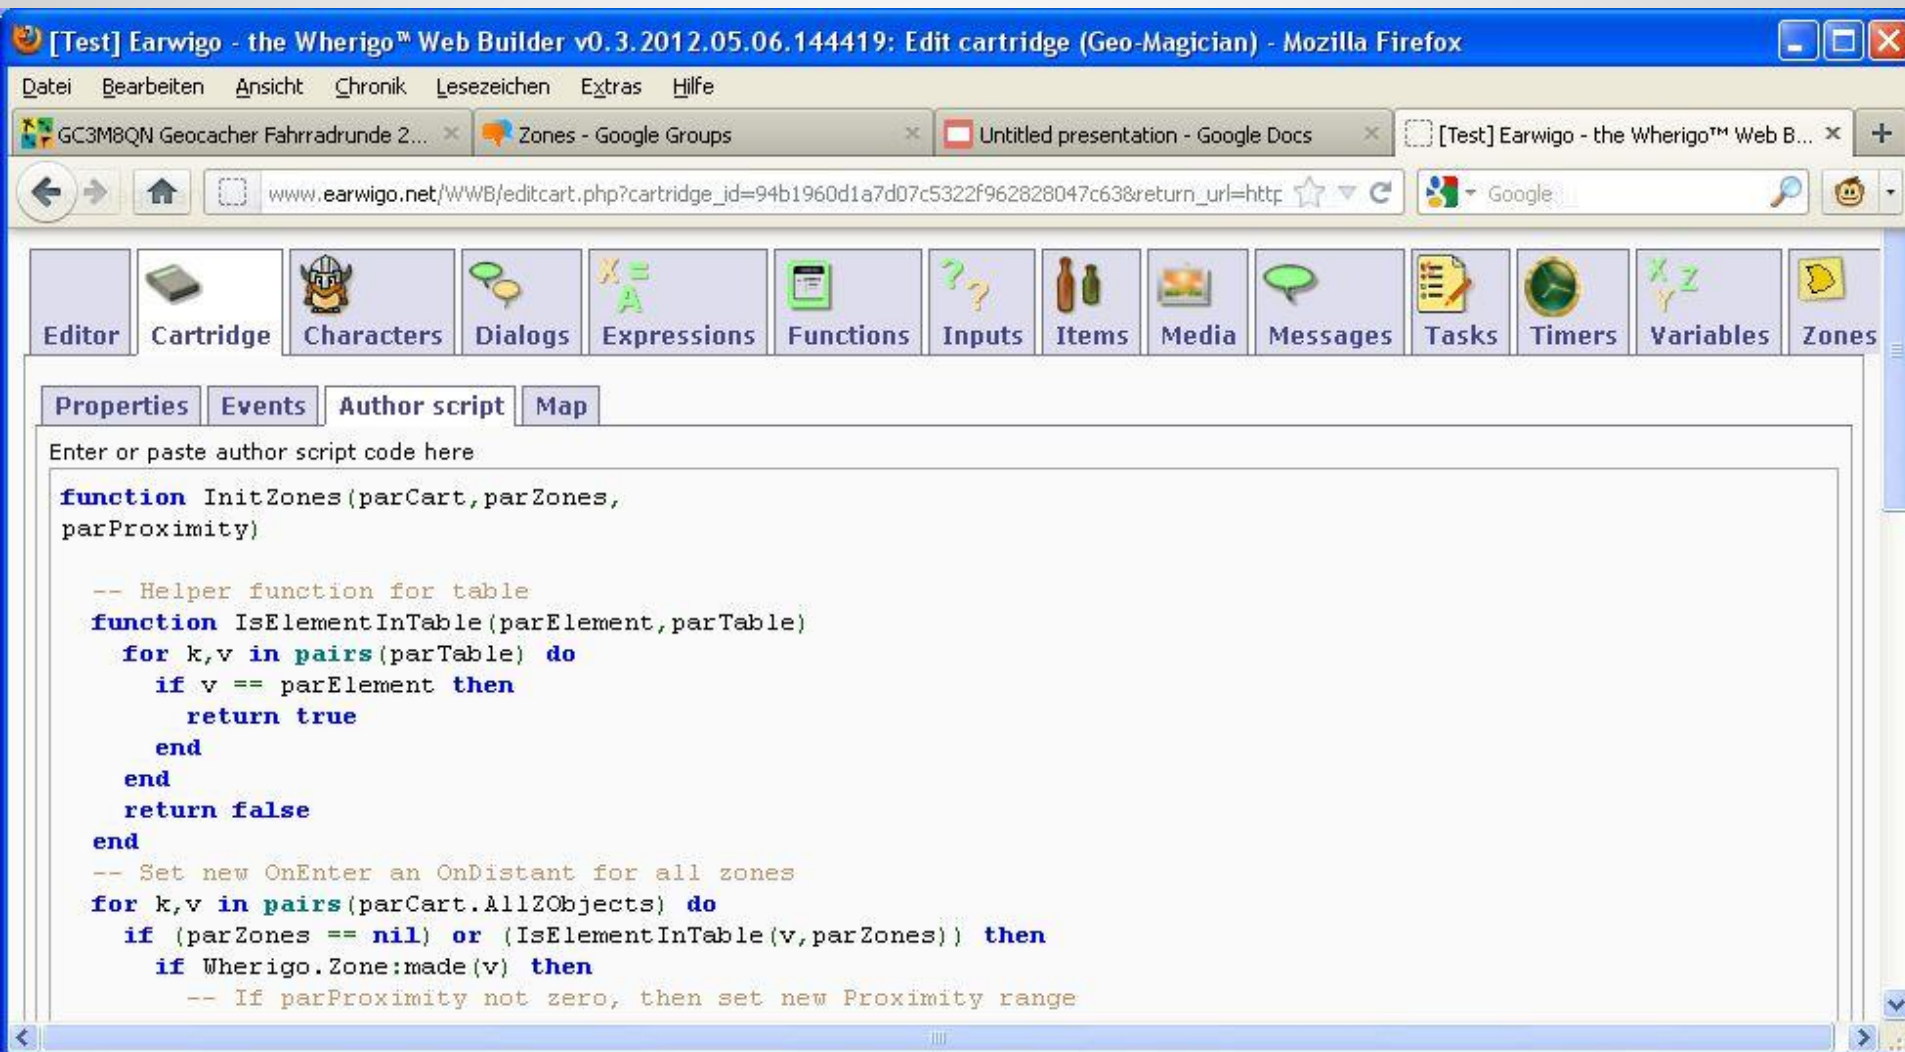 [Test] Earwigo - the Wherigo™ Web Builder v0.3.2012.05.06.144419: Edit cartridge (Geo-Magician) - Mozilla Firefox
Datei Bearbeiten Ansicht Chronik Lesezeichen Extras Hilfe
GC3M8QN Geocacher Fahrradrunde 2... Zones - Google Groups Untitled presentation - Google Docs [Test] Earwigo - the Wherigo™ Web B...
www.earwigo.net/WWB/editcart.php?cartridge_id=94b1960d1a7d07c5322f962828047c63&return_url=http Google
Editor Cartridge Characters Dialogs Expressions Functions Inputs Items Media Messages Tasks Timers Variables Zones
Properties Events Author script Map
Enter or paste author script code here
function InitZones(parCart,parZones,
parProximity)
-- Helper function for table
function IsElementInTable(parElement,parTable)
for k,v in pairs(parTable) do
if v == parElement then
return true
end
end
return false
end
-- Set new OnEnter an OnDistant for all zones
for k,v in pairs(parCart.AllZObjects) do
if (parZones == nil) or (IsElementInTable(v,parZones)) then
if Wherigo.Zone:made(v) then
-- If parProximity not zero, then set new Proximity range